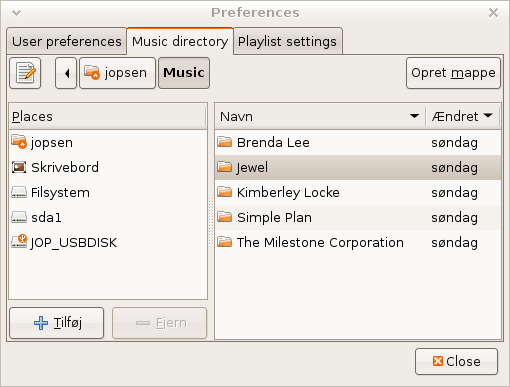 Preferences
User preferences Music directory Playlist settings
jopsen Music Opret mappe
Places
jopsen
Skrivebord
Filsystem
sda1
JOP_USBDISK
Tilføj Fjern
Navn Ændret
Brenda Lee søndag
Jewel søndag
Kimberley Locke søndag
Simple Plan søndag
The Milestone Corporation søndag
Close